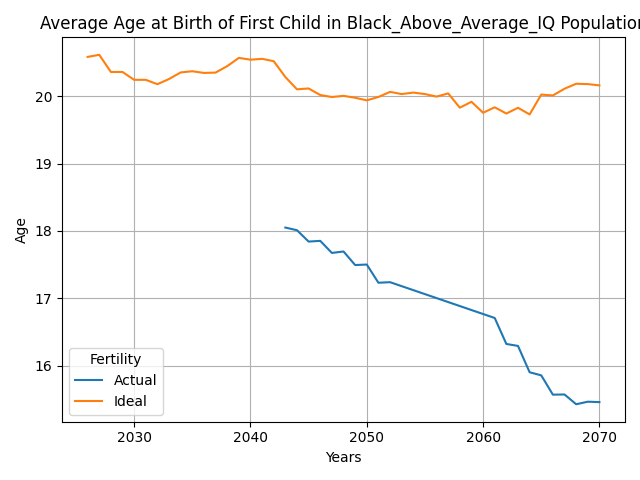 Average Age at Birth of First Child in Black_Above_Average_IQ Population
20
19
18
17
16
Age
Fertility
Actual
Ideal
2030 2040 2050 2060 2070
Years